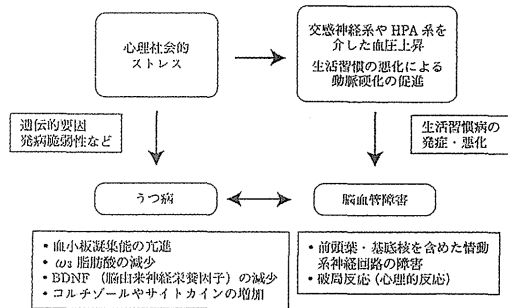 心理社会的
ストレス
交感神経系や HPA 系を
介した血圧上昇
生活習慣の悪化による
動脈硬化の促進
遺伝的要因
発病脆弱性など
生活習慣病の
発症・悪化
うつ病
脳血管障害
• 血小板凝集能の亢進
• ω3 脂肪酸の減少
• BDNF（脳由来神経栄養因子）の減少
• コルチゾールやサイトカインの増加
• 前頭葉・基底核を含めた情動
系神経回路の障害
• 破局反応 (心理的反応)